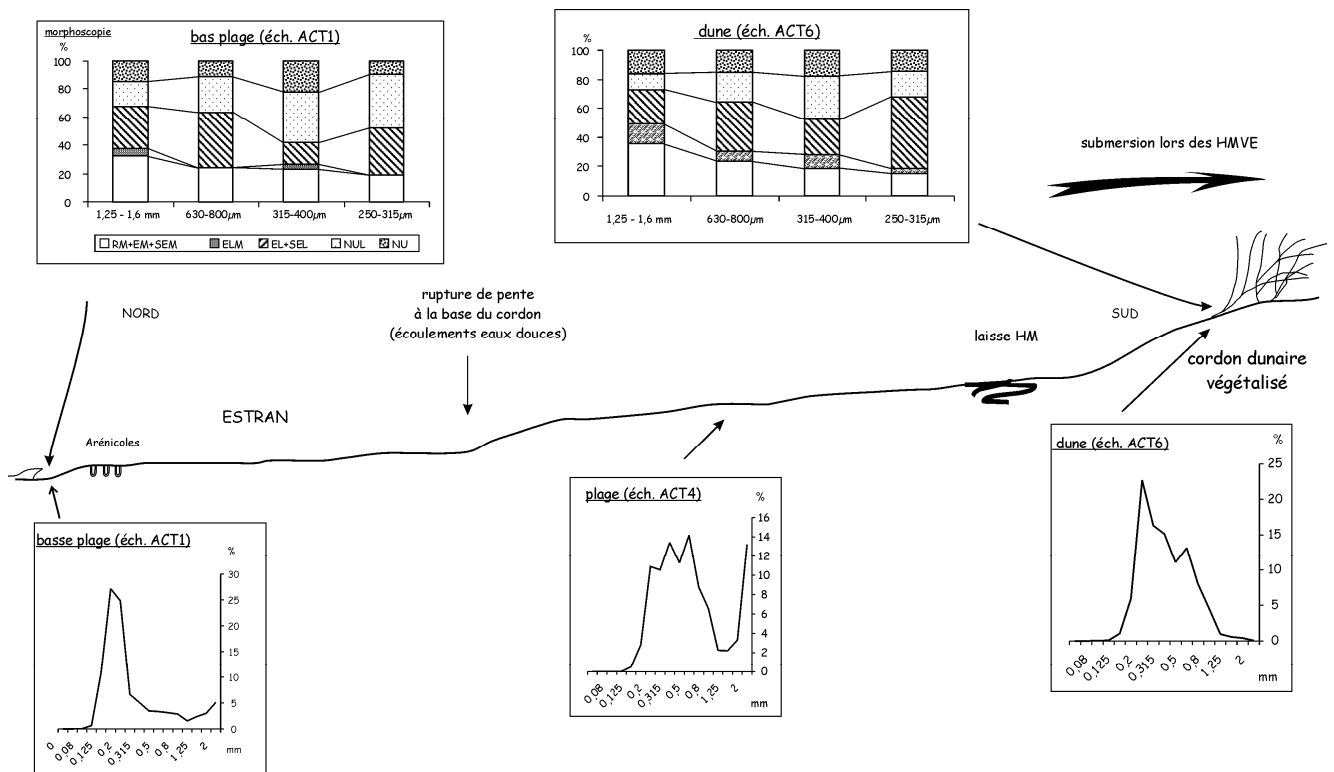 morphoscopie
%
bas plage (éch. ACT1)
100
80
60
40
20
0
1,25 - 1,6 mm
630-800µm
315-400µm
250-315µm
RM+EM+SEM
ELM
EL+SEL
NUL
NU
%
dune (éch. ACT6)
100
80
60
40
20
0
1,25 - 1,6 mm
630-800µm
315-400µm
250-315µm
submersion lors des HMVE
NORD
rupture de pente
à la base du cordon
(écoulements eaux douces)
SUD
laisse HM
cordon dunaire
végétalisé
ESTRAN
Arénicoles
basse plage (éch. ACT1)
%
30
25
20
15
10
5
0
0
0,08
0,125
0,2
0,315
0,5
0,8
1,25
2
mm
plage (éch. ACT4)
%
16
14
12
10
8
6
4
2
0
0,08
0,125
0,2
0,315
0,5
0,8
1,25
2
mm
dune (éch. ACT6)
%
25
20
15
10
5
0
0,08
0,125
0,2
0,315
0,5
0,8
1,25
2
mm